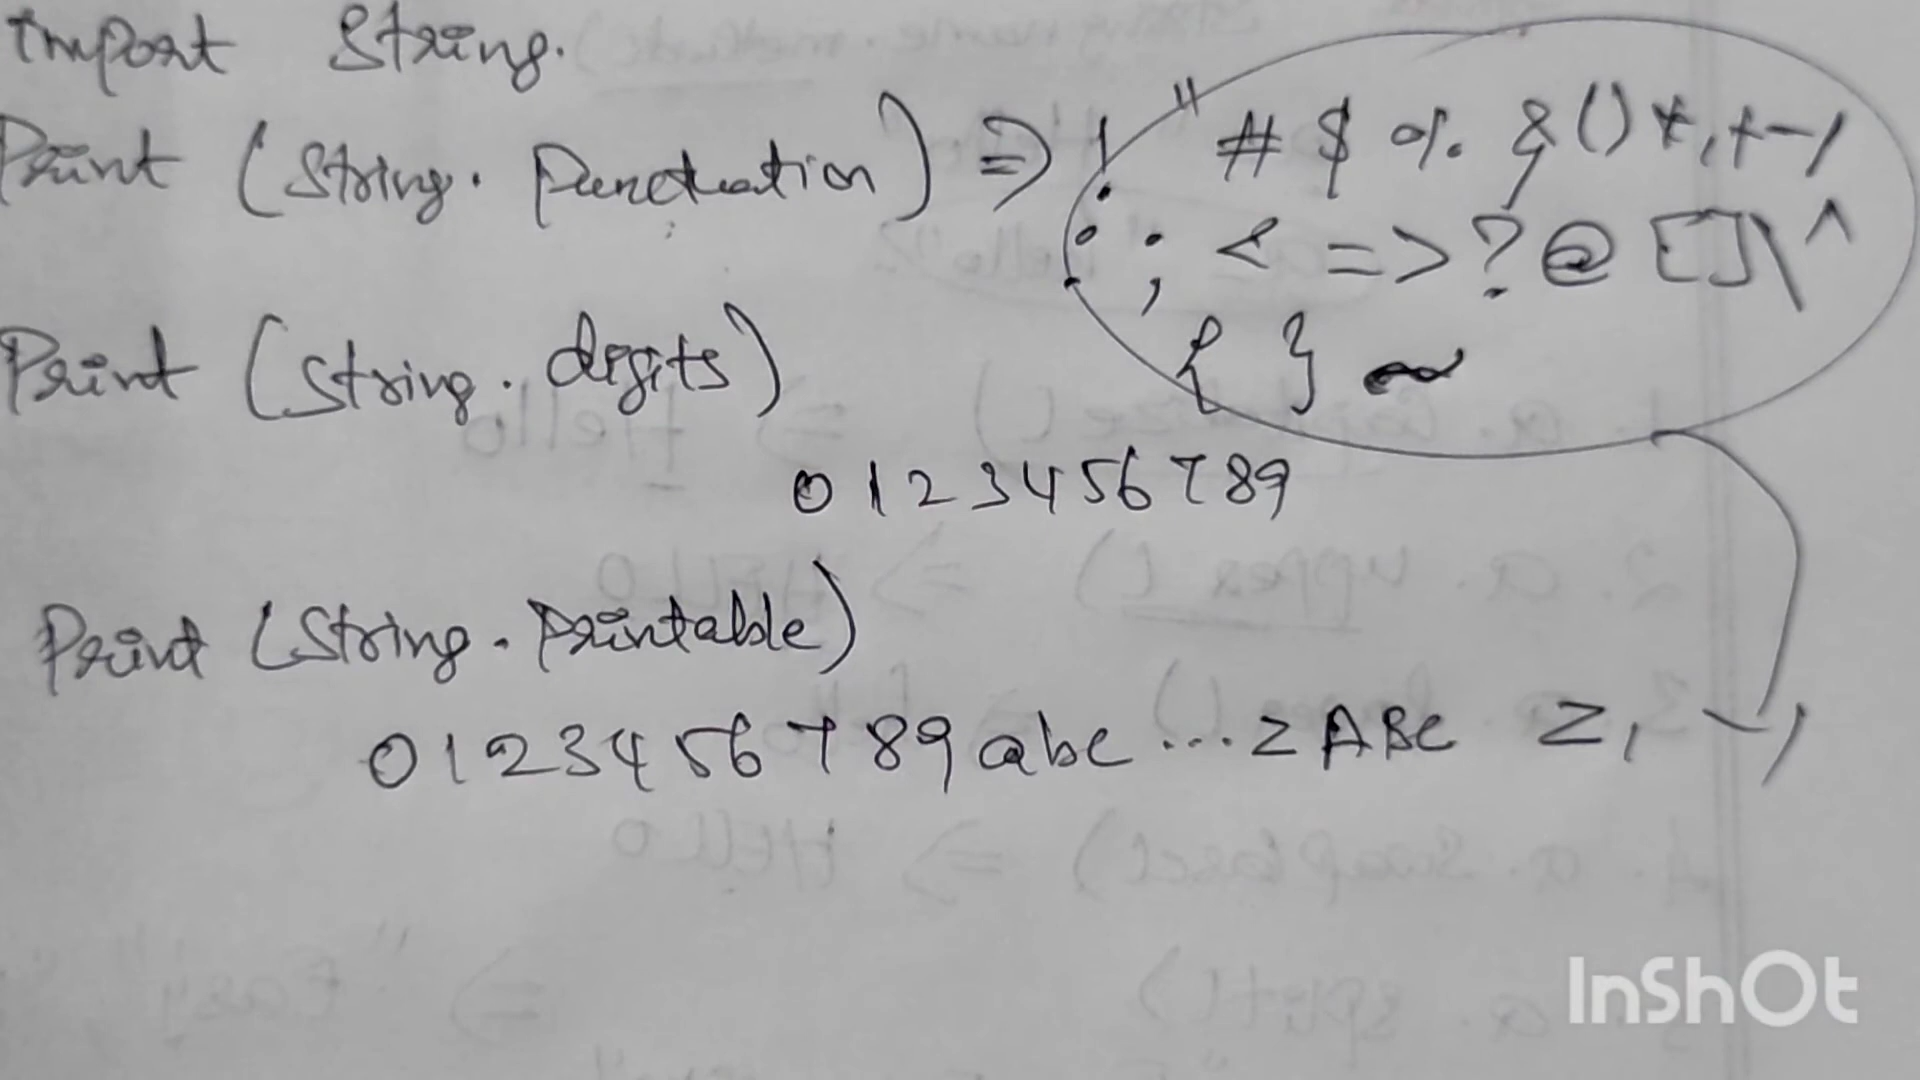 Import String.
Print (String. Punctuation) => ! " # $ % & () * , + - /
. : ; < = > ? @ [ ] \ ^
{ } ~
Print (String. digits)
0 1 2 3 4 5 6 7 8 9
Print (String. Printable)
0 1 2 3 4 5 6 7 8 9 abc ... z ABC Z, - ,
InShOt